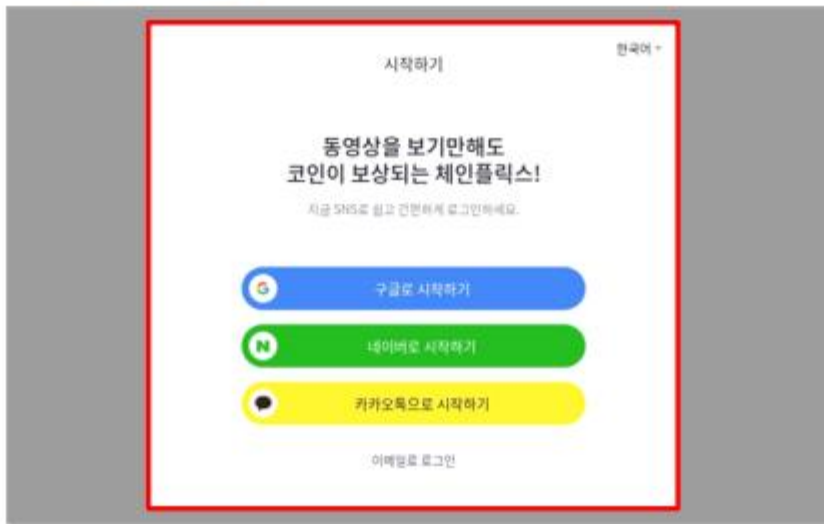 한국어
시작하기
동영상을 보기만해도
코인이 보상되는 체인플릭스!
지금 SNS로 쉽고 간편하게 로그인하세요.
구글로 시작하기
네이버로 시작하기
카카오톡으로 시작하기
이메일로 로그인